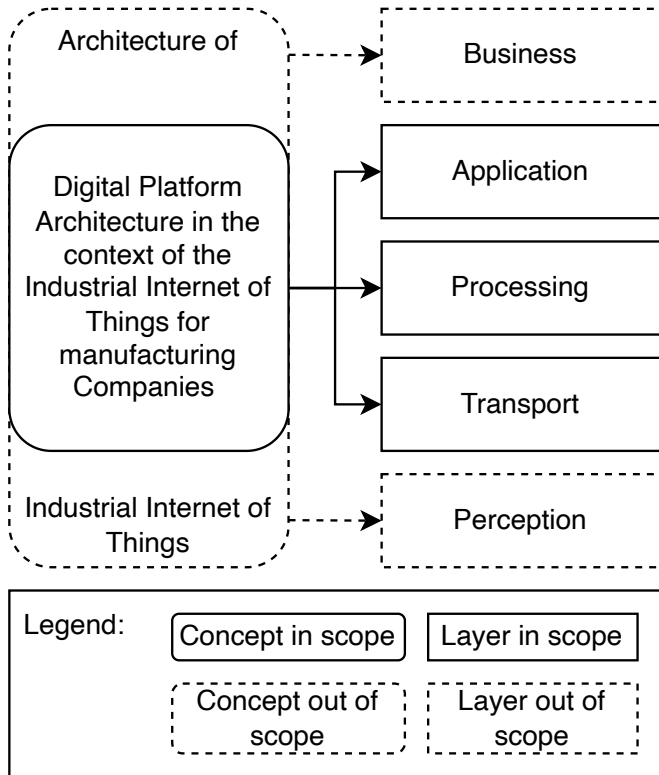 Architecture of
Business
Digital Platform
Architecture in the
context of the
Industrial Internet of
Things for
manufacturing
Companies
Application
Processing
Transport
Industrial Internet of
Things
Perception
Legend:
Concept in scope
Layer in scope
Concept out of
scope
Layer out of
scope